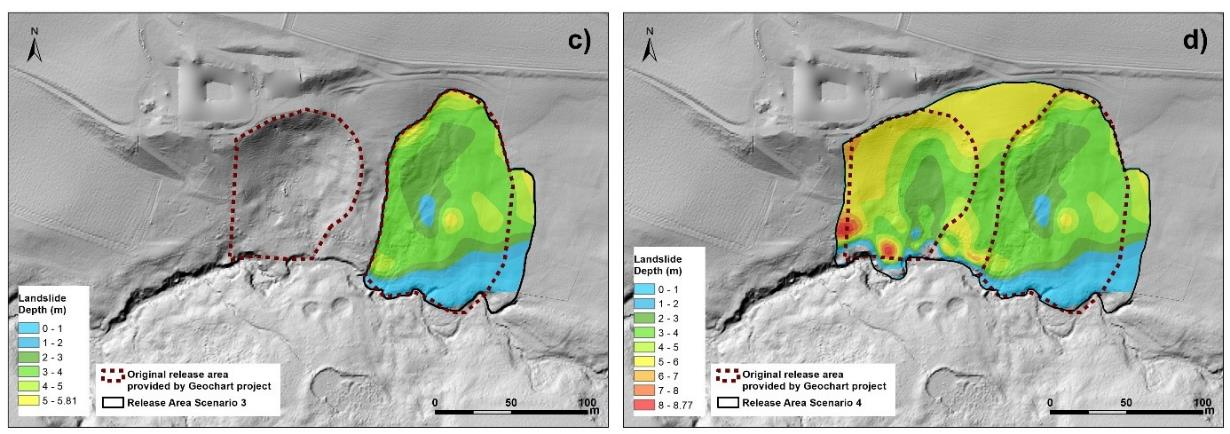 N
c)
Landslide
Depth (m)
0 - 1
1 - 2
2 - 3
3 - 4
4 - 5
5 - 5.81
Original release area
provided by Geochart project
Release Area Scenario 3
0 50 100
m
N
d)
Landslide
Depth (m)
0 - 1
1 - 2
2 - 3
3 - 4
4 - 5
5 - 6
6 - 7
7 - 8
8 - 8.77
Original release area
provided by Geochart project
Release Area Scenario 4
0 50 100
m